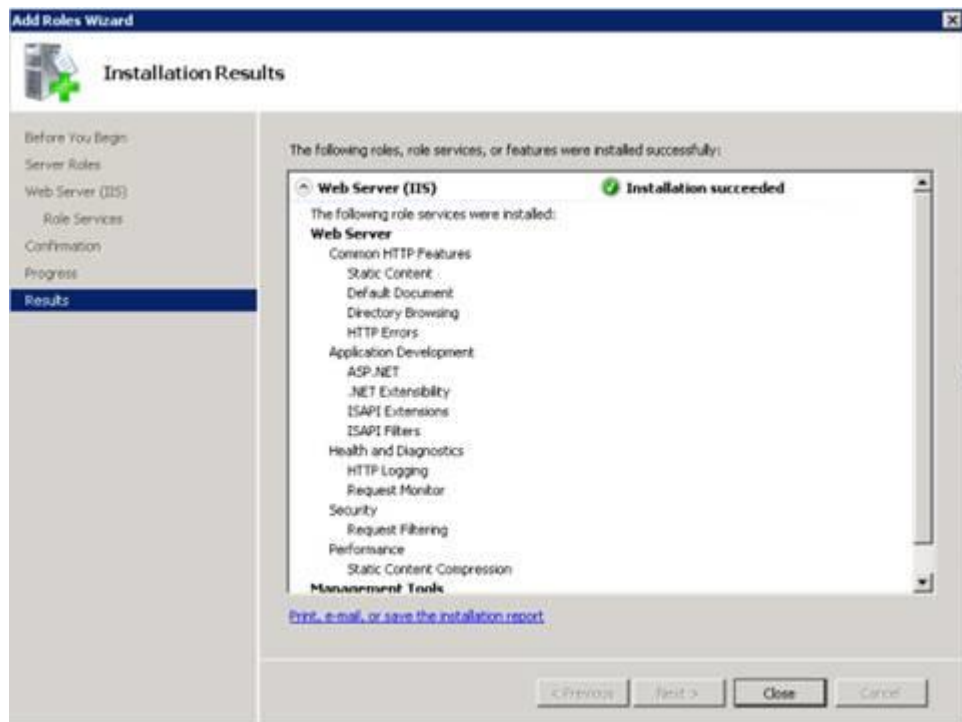 Add Roles Wizard
Installation Results
Before You Begin
Server Roles
Web Server (IIS)
Role Services
Confirmation
Progress
Results
The following roles, role services, or features were installed successfully:
Web Server (IIS) Installation succeeded
The following role services were installed:
Web Server
Common HTTP Features
Static Content
Default Document
Directory Browsing
HTTP Errors
Application Development
ASP.NET
.NET Extensibility
ISAPI Extensions
ISAPI Filters
Health and Diagnostics
HTTP Logging
Request Monitor
Security
Request Filtering
Performance
Static Content Compression
Management Tools
Print, e-mail, or save the installation report
< Previous Next > Close Cancel